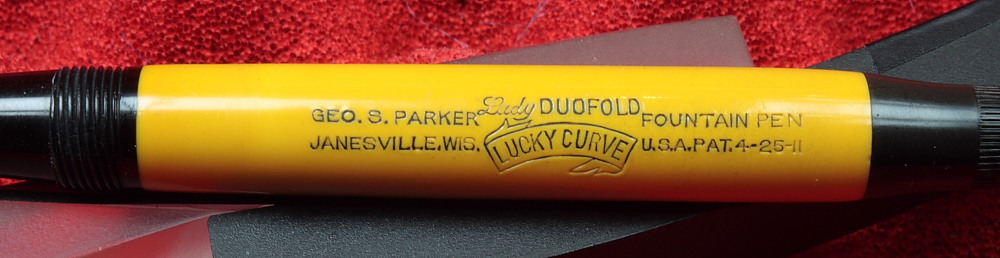 Lady DUOFOLD
GEO. S. PARKER FOUNTAIN PEN
JANESVILLE.WIS. LUCKY CURVE U.S.A.PAT.4-25-11